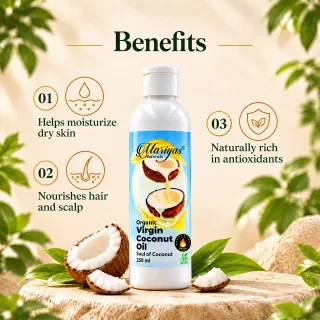 Benefits
01
Helps moisturize
dry skin
02
Nourishes hair
and scalp
03
Naturally rich
in antioxidants
Mariyas®
Naturals
Organic
Virgin
Coconut
Oil
Soul of Coconut
250 ml